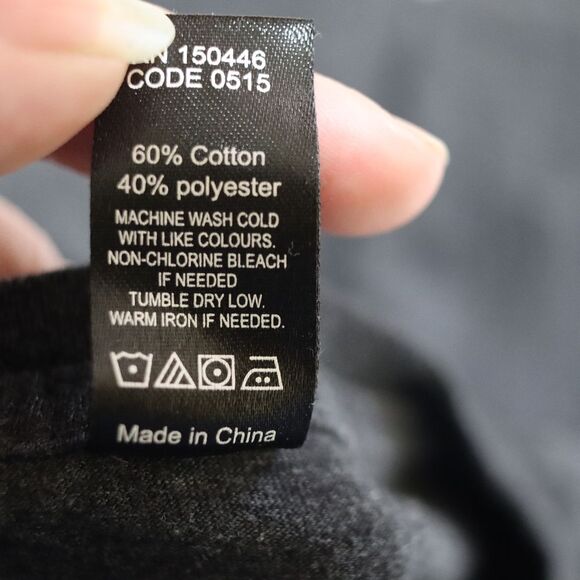 150446
CODE 0515
60% Cotton
40% polyester
MACHINE WASH COLD
WITH LIKE COLOURS.
NON-CHLORINE BLEACH
IF NEEDED
TUMBLE DRY LOW.
WARM IRON IF NEEDED.
Made in China